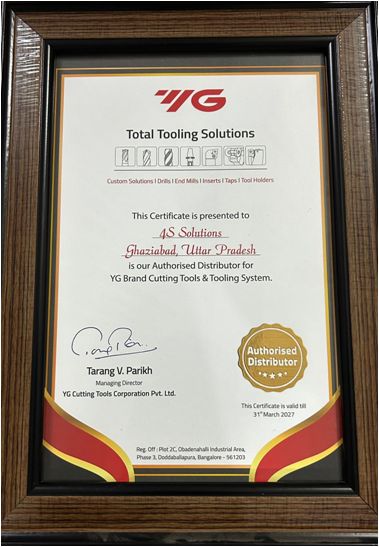 YG
Total Tooling Solutions
Custom Solutions I Drills I End Mills I Inserts I Taps I Tool Holders
This Certificate is presented to
4S Solutions
Ghaziabad, Uttar Pradesh
is our Authorised Distributor for
YG Brand Cutting Tools & Tooling System.
Tarang V. Parikh
Managing Director
YG Cutting Tools Corporation Pvt. Ltd.
Authorised
Distributor
This Certificate is valid till
31st March 2027
Reg. Off : Plot 2C, Obadenahalli Industrial Area,
Phase 3, Doddaballapura, Bangalore - 561203